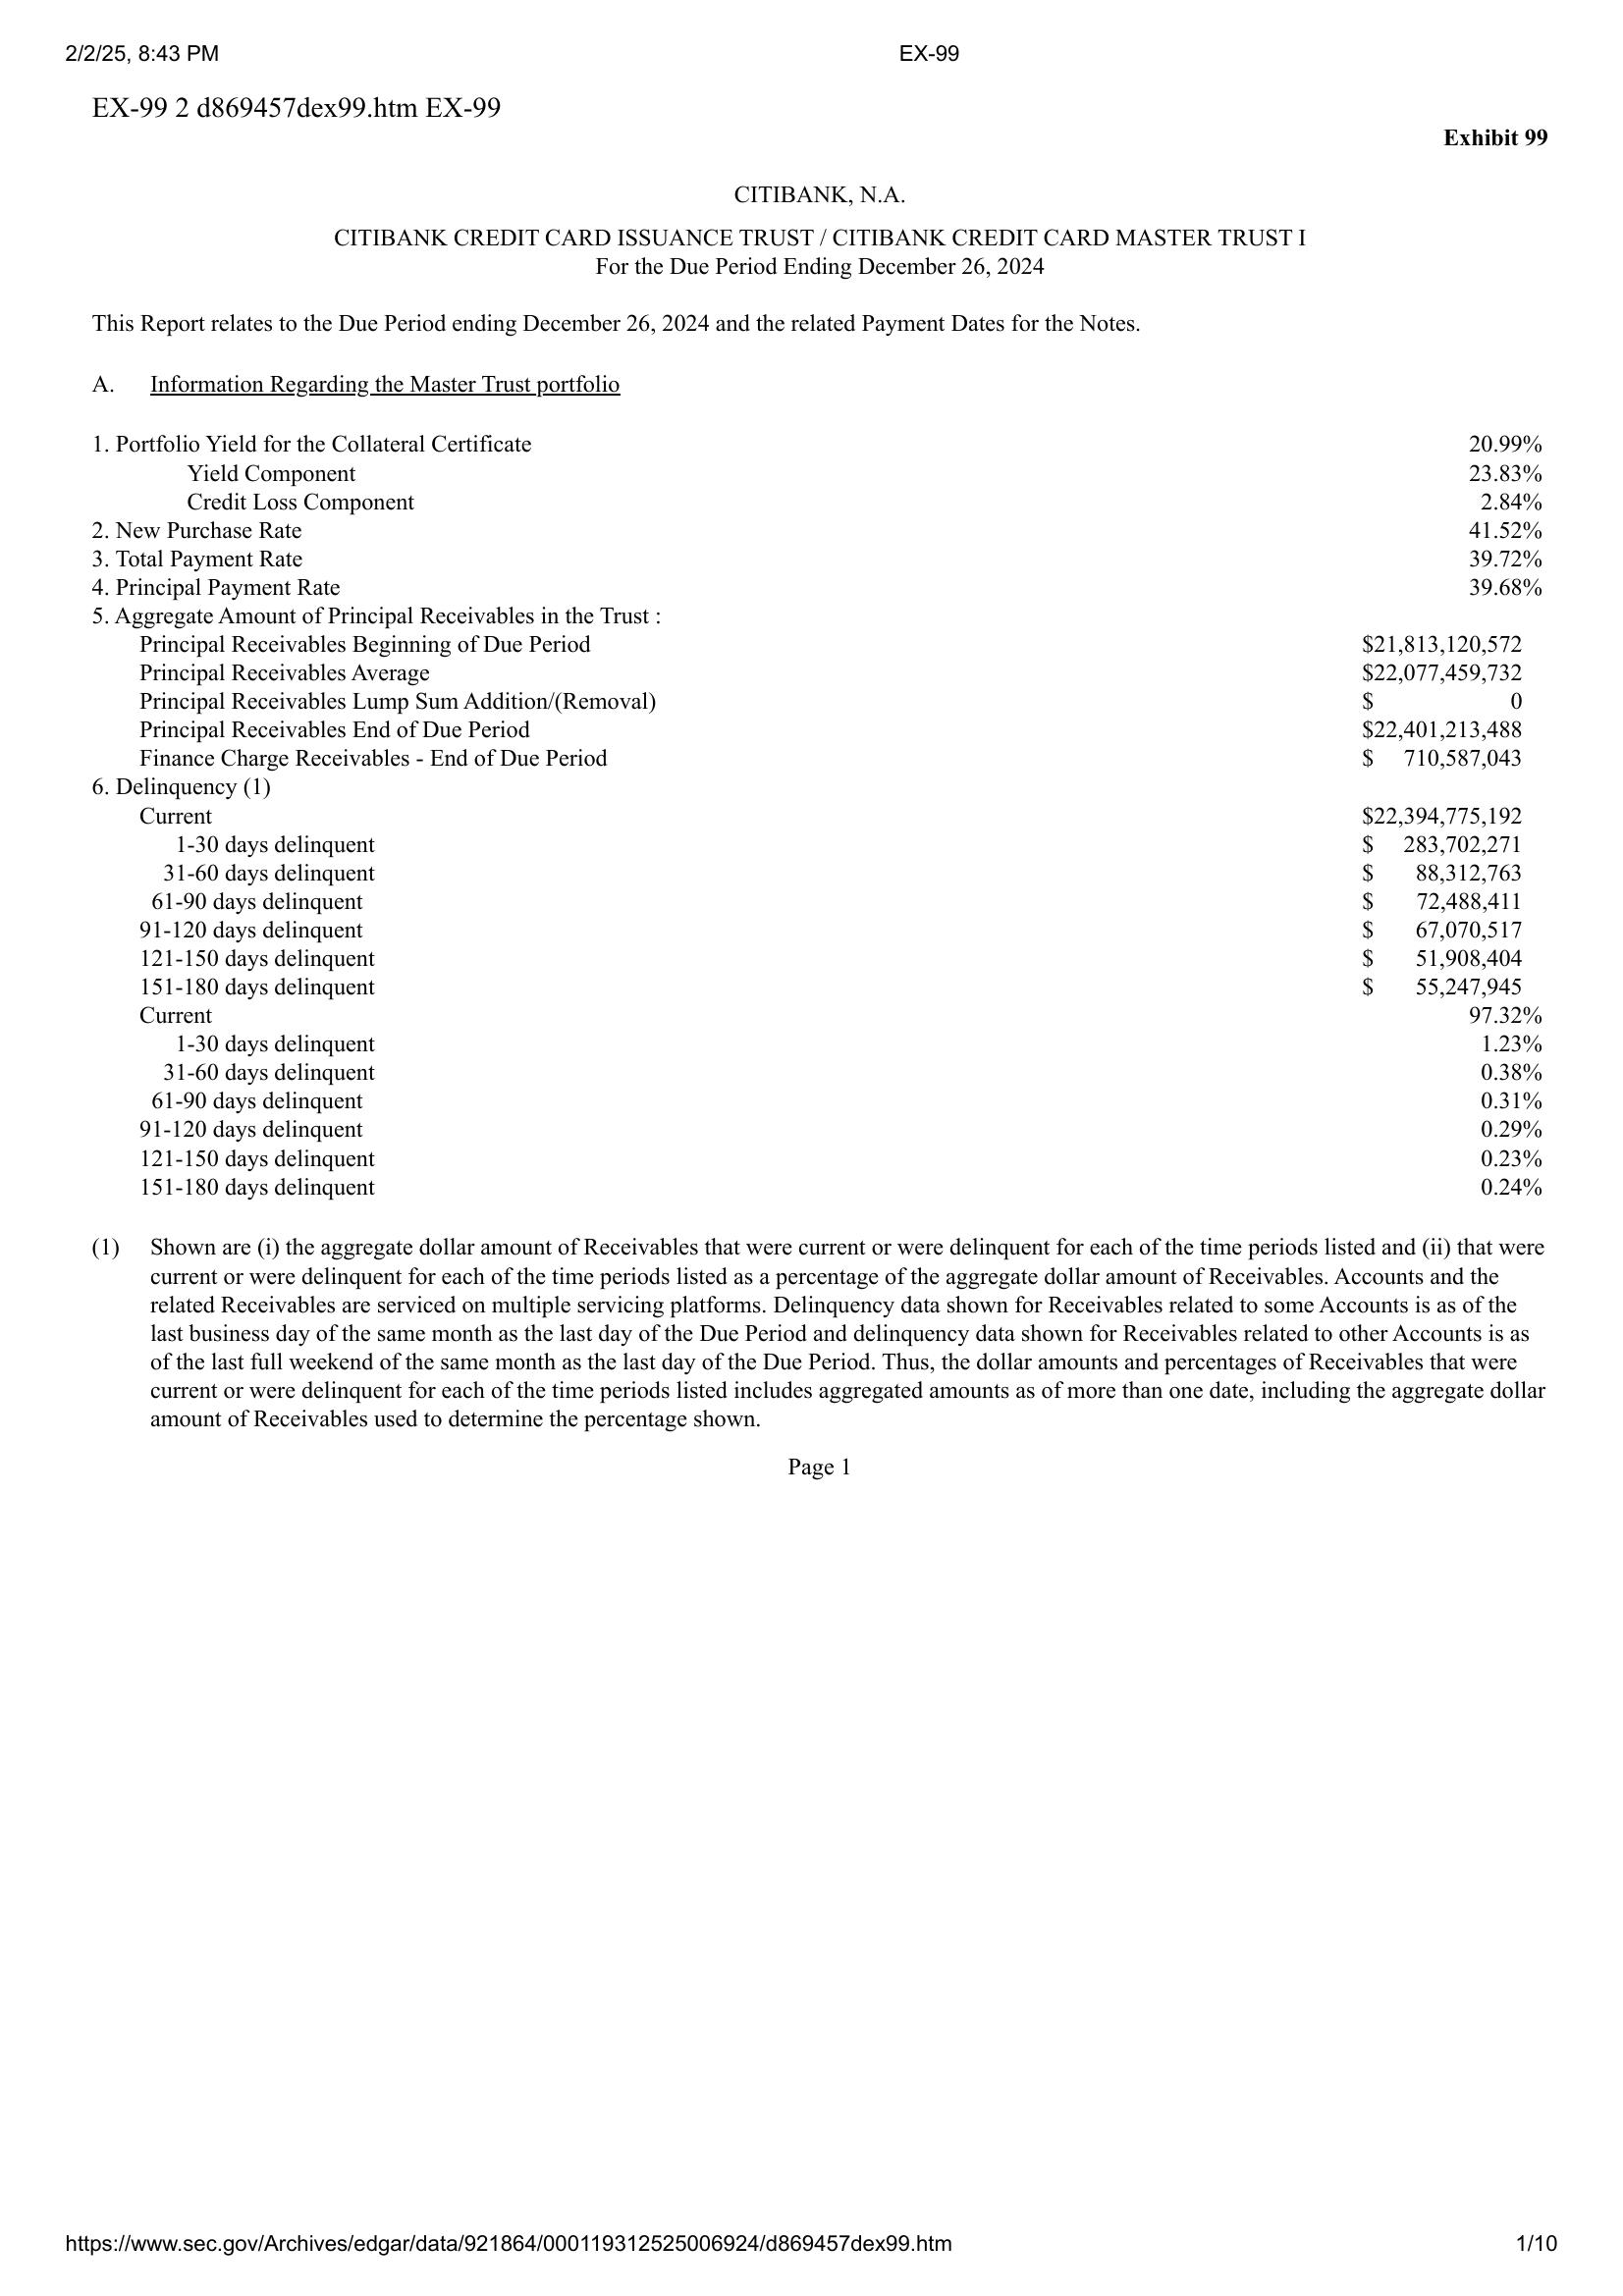 2/2/25, 8:43 PM EX-99
EX-99 2 d869457dex99.htm EX-99
Exhibit 99
CITIBANK, N.A.
CITIBANK CREDIT CARD ISSUANCE TRUST / CITIBANK CREDIT CARD MASTER TRUST I
For the Due Period Ending December 26, 2024
This Report relates to the Due Period ending December 26, 2024 and the related Payment Dates for the Notes.
A. Information Regarding the Master Trust portfolio
1. Portfolio Yield for the Collateral Certificate 20.99%
Yield Component 23.83%
Credit Loss Component 2.84%
2. New Purchase Rate 41.52%
3. Total Payment Rate 39.72%
4. Principal Payment Rate 39.68%
5. Aggregate Amount of Principal Receivables in the Trust :
Principal Receivables Beginning of Due Period $21,813,120,572
Principal Receivables Average $22,077,459,732
Principal Receivables Lump Sum Addition/(Removal) $ 0
Principal Receivables End of Due Period $22,401,213,488
Finance Charge Receivables - End of Due Period $ 710,587,043
6. Delinquency (1)
Current $22,394,775,192
1-30 days delinquent $ 283,702,271
31-60 days delinquent $ 88,312,763
61-90 days delinquent $ 72,488,411
91-120 days delinquent $ 67,070,517
121-150 days delinquent $ 51,908,404
151-180 days delinquent $ 55,247,945
Current 97.32%
1-30 days delinquent 1.23%
31-60 days delinquent 0.38%
61-90 days delinquent 0.31%
91-120 days delinquent 0.29%
121-150 days delinquent 0.23%
151-180 days delinquent 0.24%
(1) Shown are (i) the aggregate dollar amount of Receivables that were current or were delinquent for each of the time periods listed and (ii) that were
current or were delinquent for each of the time periods listed as a percentage of the aggregate dollar amount of Receivables. Accounts and the
related Receivables are serviced on multiple servicing platforms. Delinquency data shown for Receivables related to some Accounts is as of the
last business day of the same month as the last day of the Due Period and delinquency data shown for Receivables related to other Accounts is as
of the last full weekend of the same month as the last day of the Due Period. Thus, the dollar amounts and percentages of Receivables that were
current or were delinquent for each of the time periods listed includes aggregated amounts as of more than one date, including the aggregate dollar
amount of Receivables used to determine the percentage shown.
Page 1
https://www.sec.gov/Archives/edgar/data/921864/000119312525006924/d869457dex99.htm 1/10